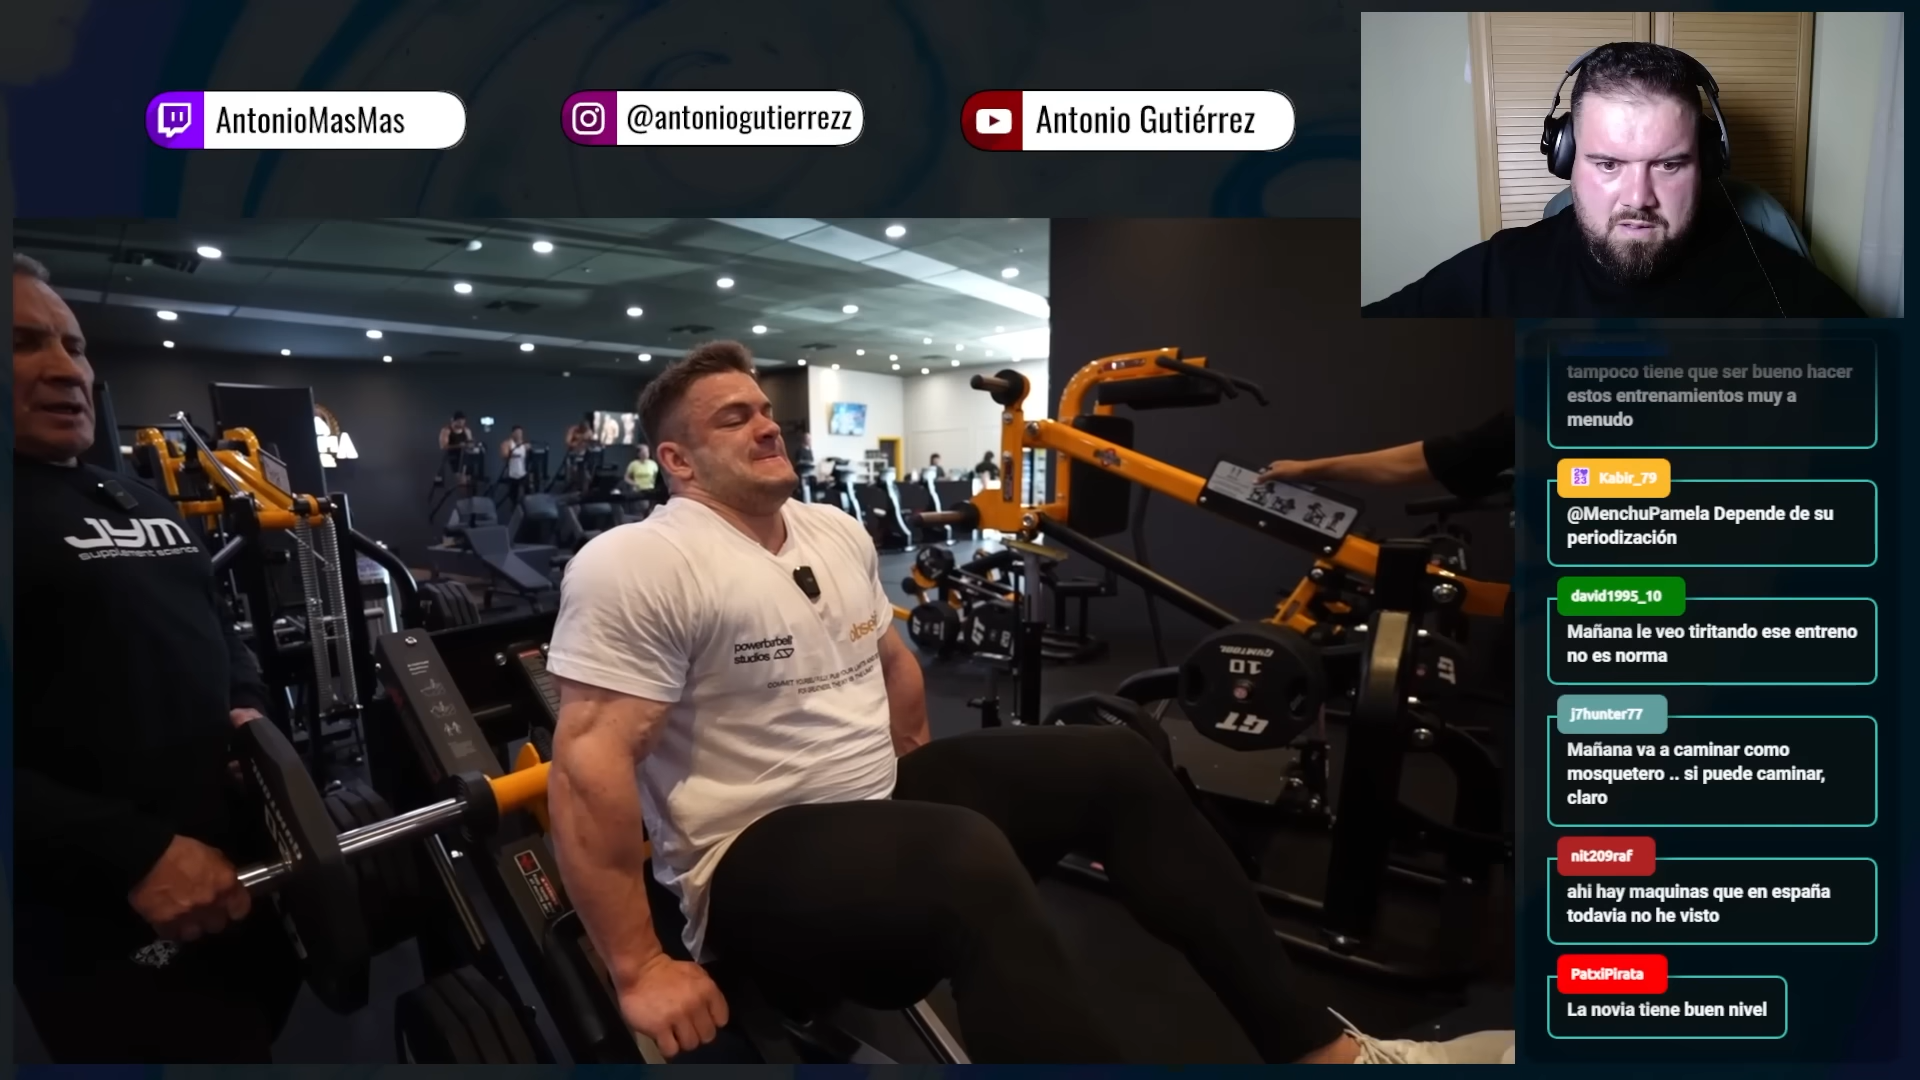 AntonioMasMas
@antoniogutierrezz
Antonio Gutiérrez
JYM
supplement science
powerbarbell
studios
10
GT
GT
tampoco tiene que ser bueno hacer
estos entrenamientos muy a
menudo
Kabir_79
@MenchuPamela Depende de su
periodización
david1995_10
Mañana le veo tiritando ese entreno
no es norma
j7hunter77
Mañana va a caminar como
mosquetero .. si puede caminar,
claro
nit209raf
ahi hay maquinas que en españa
todavia no he visto
PatxiPirata
La novia tiene buen nivel